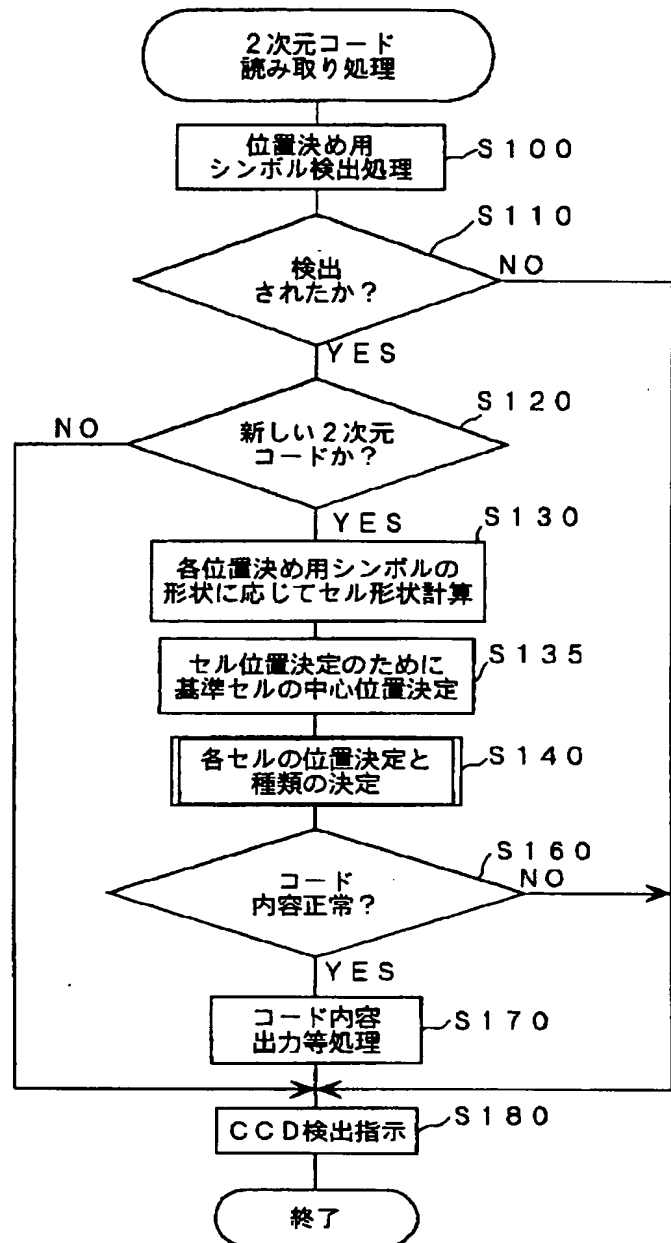 2次元コード
読み取り処理
位置決め用
シンボル検出処理
S100
S110
検出
されたか?
NO
YES
S120
NO
新しい2次元
コードか?
YES
S130
各位置決め用シンボルの
形状に応じてセル形状計算
セル位置決定のために
基準セルの中心位置決定
S135
各セルの位置決定と
種類の決定
S140
S160
コード
内容正常?
NO
YES
コード内容
出力等処理
S170
CCD検出指示
S180
終了